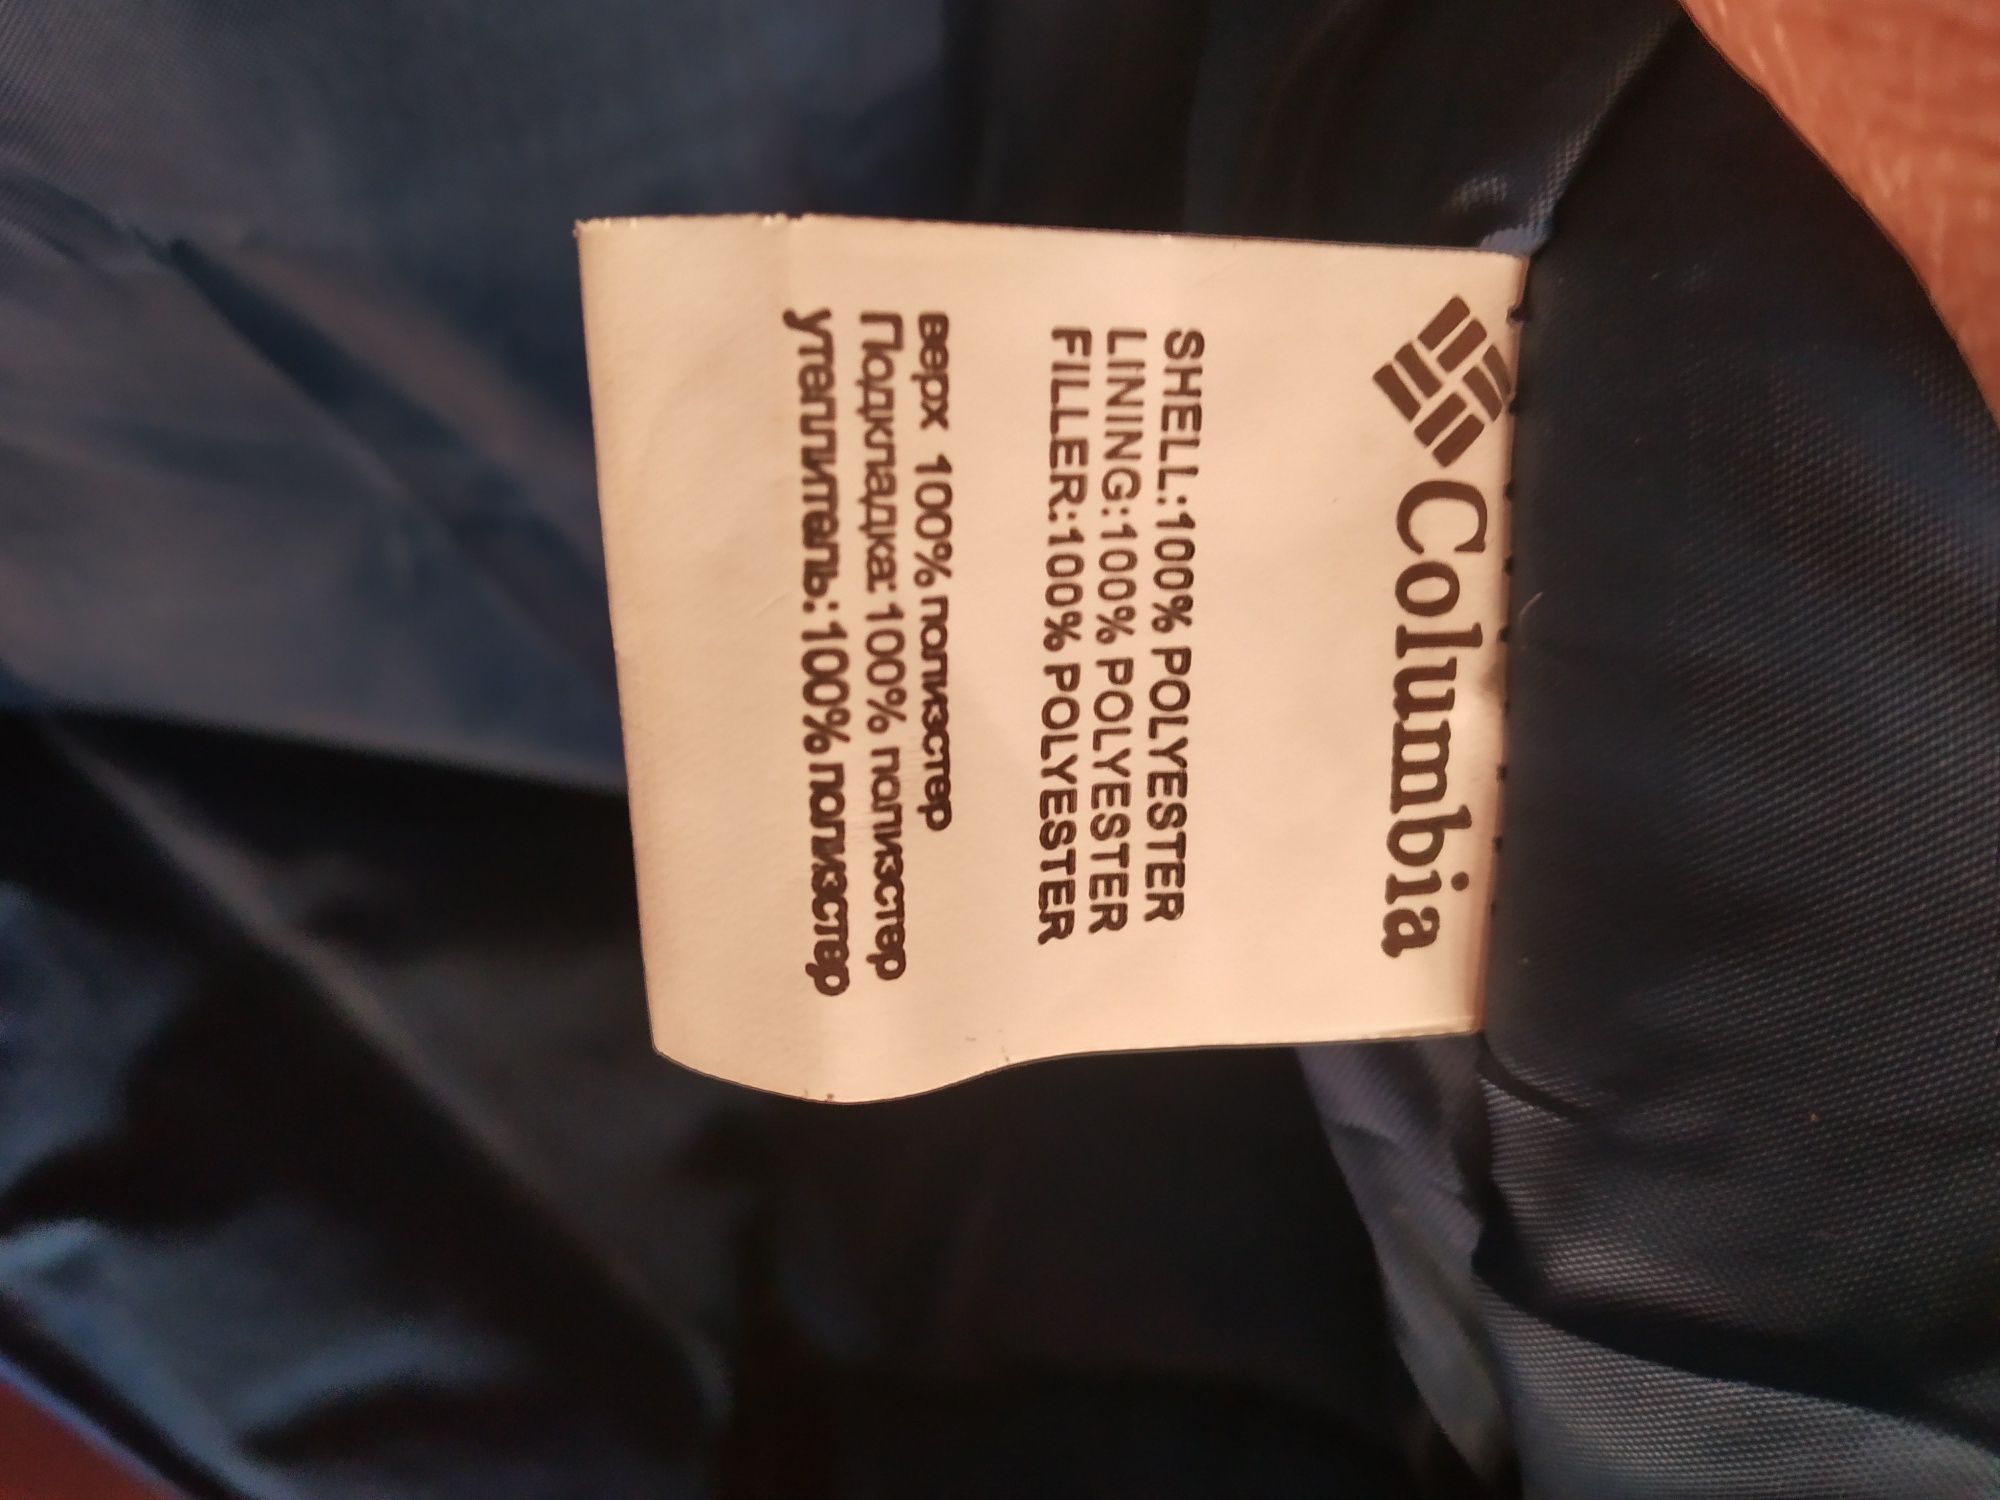 Columbia
SHELL:100% POLYESTER
LINING:100% POLYESTER
FILLER:100% POLYESTER
верх 100% полиэстер
Подкладка: 100% полиэстер
утеплитель: 100% полиэстер